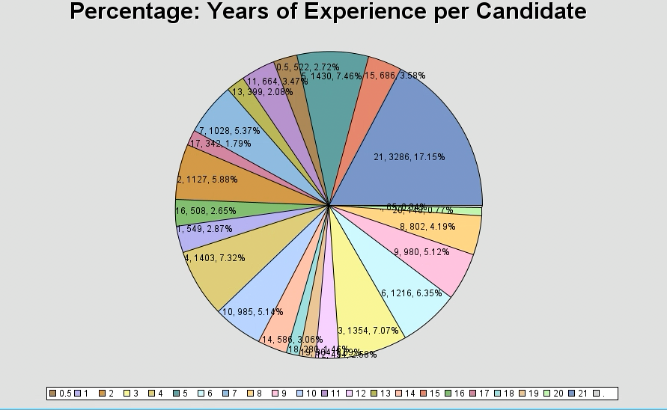 Percentage: Years of Experience per Candidate
0.5, 522, 2.72%
5, 1430, 7.46%
15, 686, 3.58%
11, 664, 3.47%
13, 399, 2.08%
7, 1028, 5.37%
17, 342, 1.79%
21, 3286, 17.15%
2, 1127, 5.88%
16, 508, 2.65%
8, 802, 4.19%
1, 549, 2.87%
9, 980, 5.12%
4, 1403, 7.32%
6, 1216, 6.35%
10, 985, 5.14%
3, 1354, 7.07%
14, 586, 3.06%
0.5 1 2 3 4 5 6 7 8 9 10 11 12 13 14 15 16 17 18 19 20 21 .